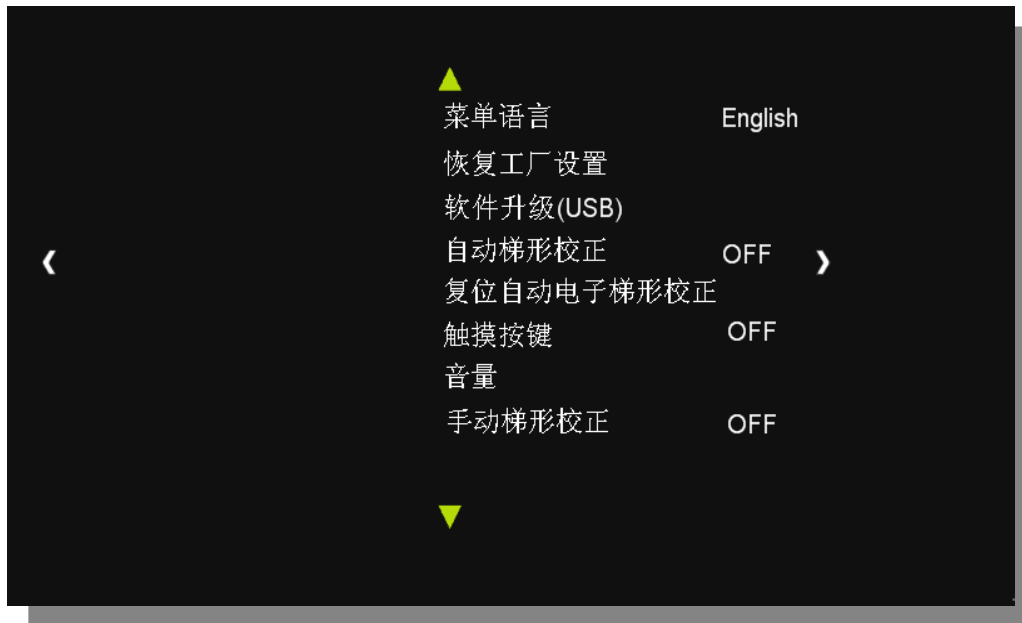 菜单语言 English
恢复工厂设置
软件升级(USB)
自动梯形校正 OFF
复位自动电子梯形校正
触摸按键 OFF
音量
手动梯形校正 OFF